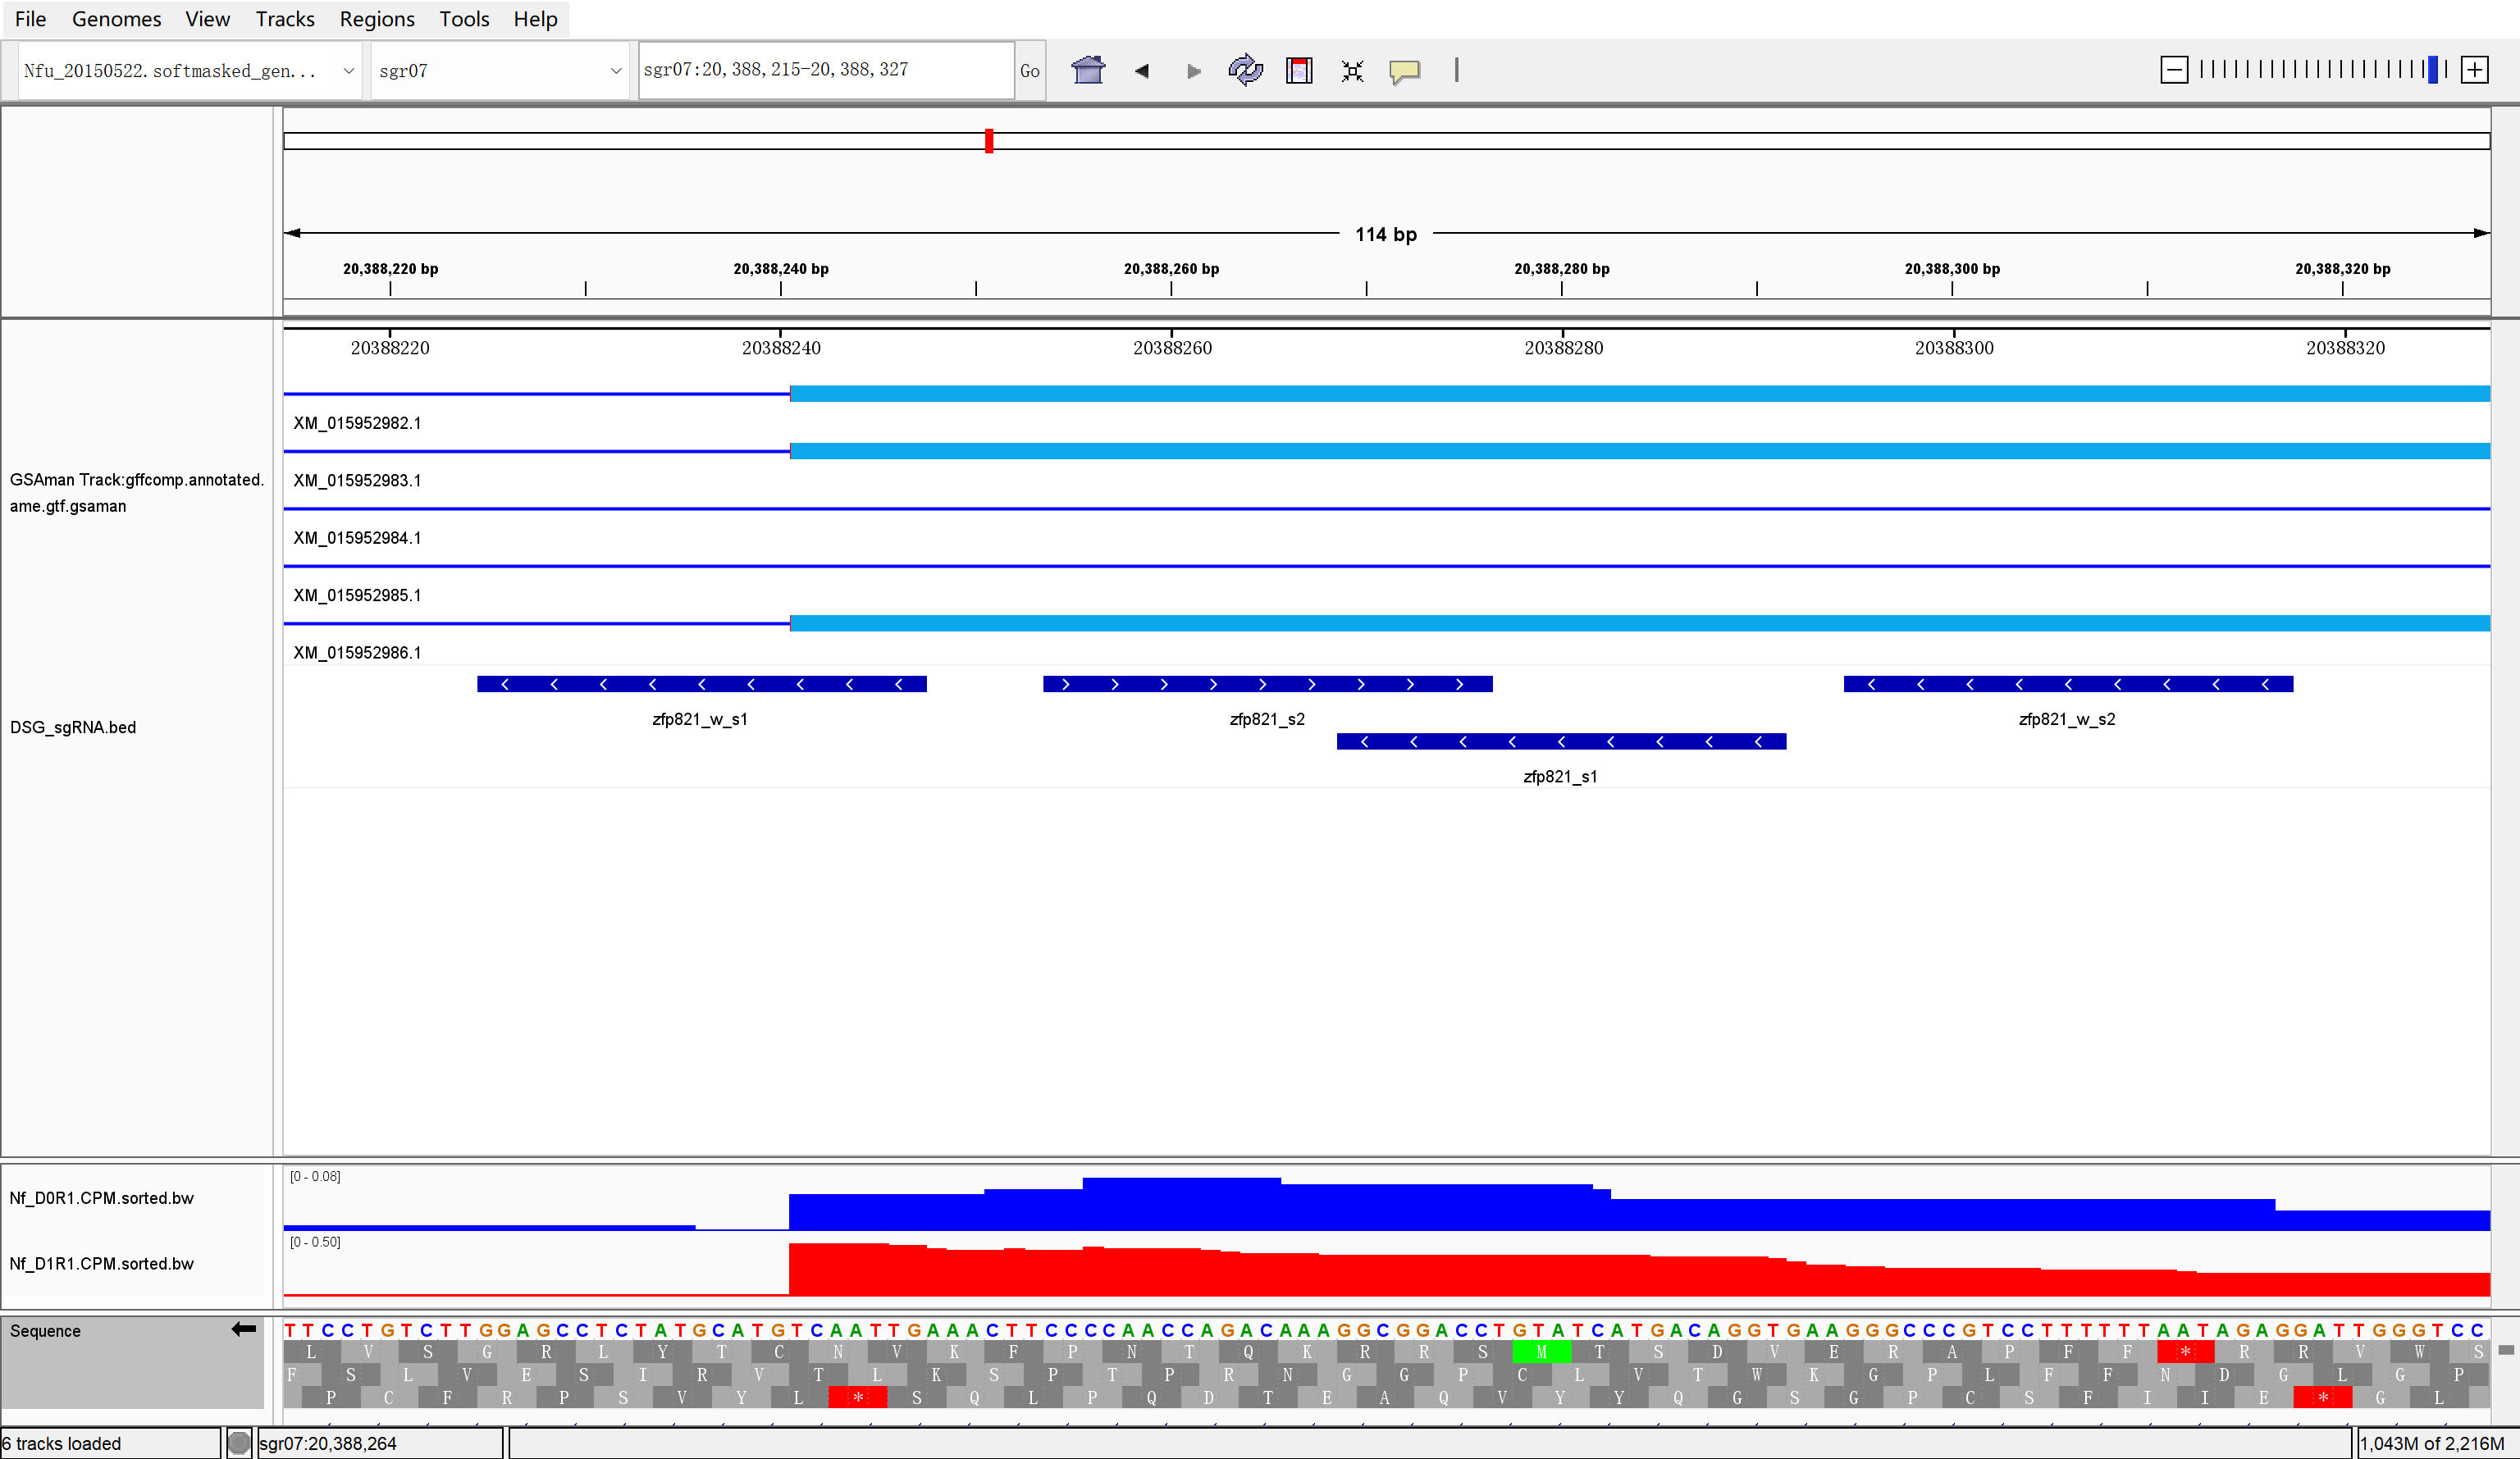 File Genomes View Tracks Regions Tools Help
Nfu_20150522.softmasked_gen... sgr07 sgr07:20,388,215-20,388,327 Go
114 bp
20,388,220 bp 20,388,240 bp 20,388,260 bp 20,388,280 bp 20,388,300 bp 20,388,320 bp
20388220 20388240 20388260 20388280 20388300 20388320
XM_015952982.1
GSAman Track:gffcomp.annotated.
ame.gtf.gsaman
XM_015952983.1
XM_015952984.1
XM_015952985.1
XM_015952986.1
DSG_sgRNA.bed
zfp821_w_s1 zfp821_s2 zfp821_w_s2
zfp821_s1
[0 - 0.08]
Nf_D0R1.CPM.sorted.bw
[0 - 0.50]
Nf_D1R1.CPM.sorted.bw
Sequence
TTCCTGTCTTGGAGCCTCTATGCATGTCAATTGAAACTTCCCCAACCAGACAAAGGCGGACCTGTATCATGACAGGTGAAGGGCCCGTCCTTTTTTAATAGAGGATTGGGTCC
L V S G R L Y T C N V K F P N T Q K R R S M T S D V E R A P F F * R R V W S
F S L V E S I R V T L K S P T P R N G G P C L V T W K G P L F F N D G L G P
P C F R P S V Y L * S Q L P Q D T E A Q V Y Y Q G S G P C S F I I E * G L
6 tracks loaded sgr07:20,388,264 1,043M of 2,216M